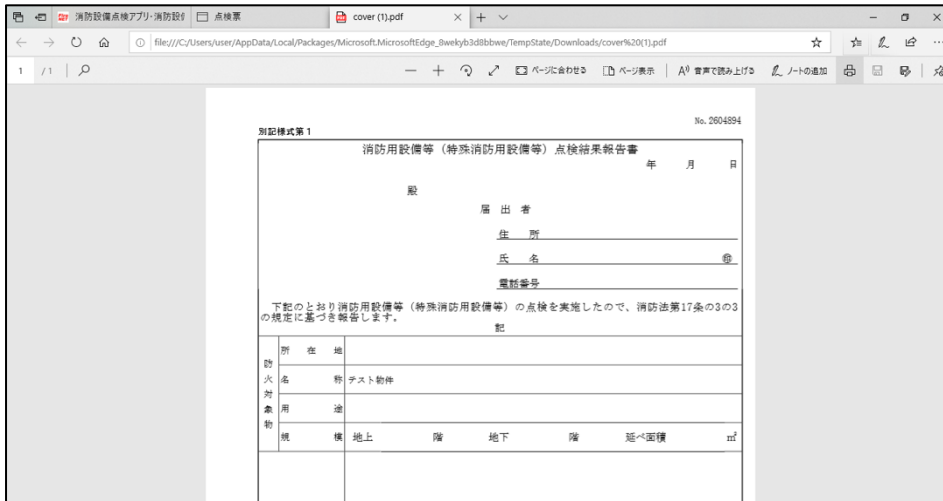 消防設備点検アプリ-消防設備
点検票
cover (1).pdf
file:///C:/Users/user/AppData/Local/Packages/Microsoft.MicrosoftEdge_8wekyb3d8bbwe/TempState/Downloads/cover%20(1).pdf
1 / 1 ページに合わせる ページ表示 音声で読み上げる ノートの追加
No. 2604894
別記様式第1
消防用設備等（特殊消防用設備等）点検結果報告書
年 月 日
殿
届 出 者
住 所
氏 名 ㊞
電話番号
下記のとおり消防用設備等（特殊消防用設備等）の点検を実施したので、消防法第17条の3の3
の規定に基づき報告します。
記
防火対象物
所 在 地
名 称 テスト物件
用 途
規 模 地上 階 地下 階 延べ面積 ㎡